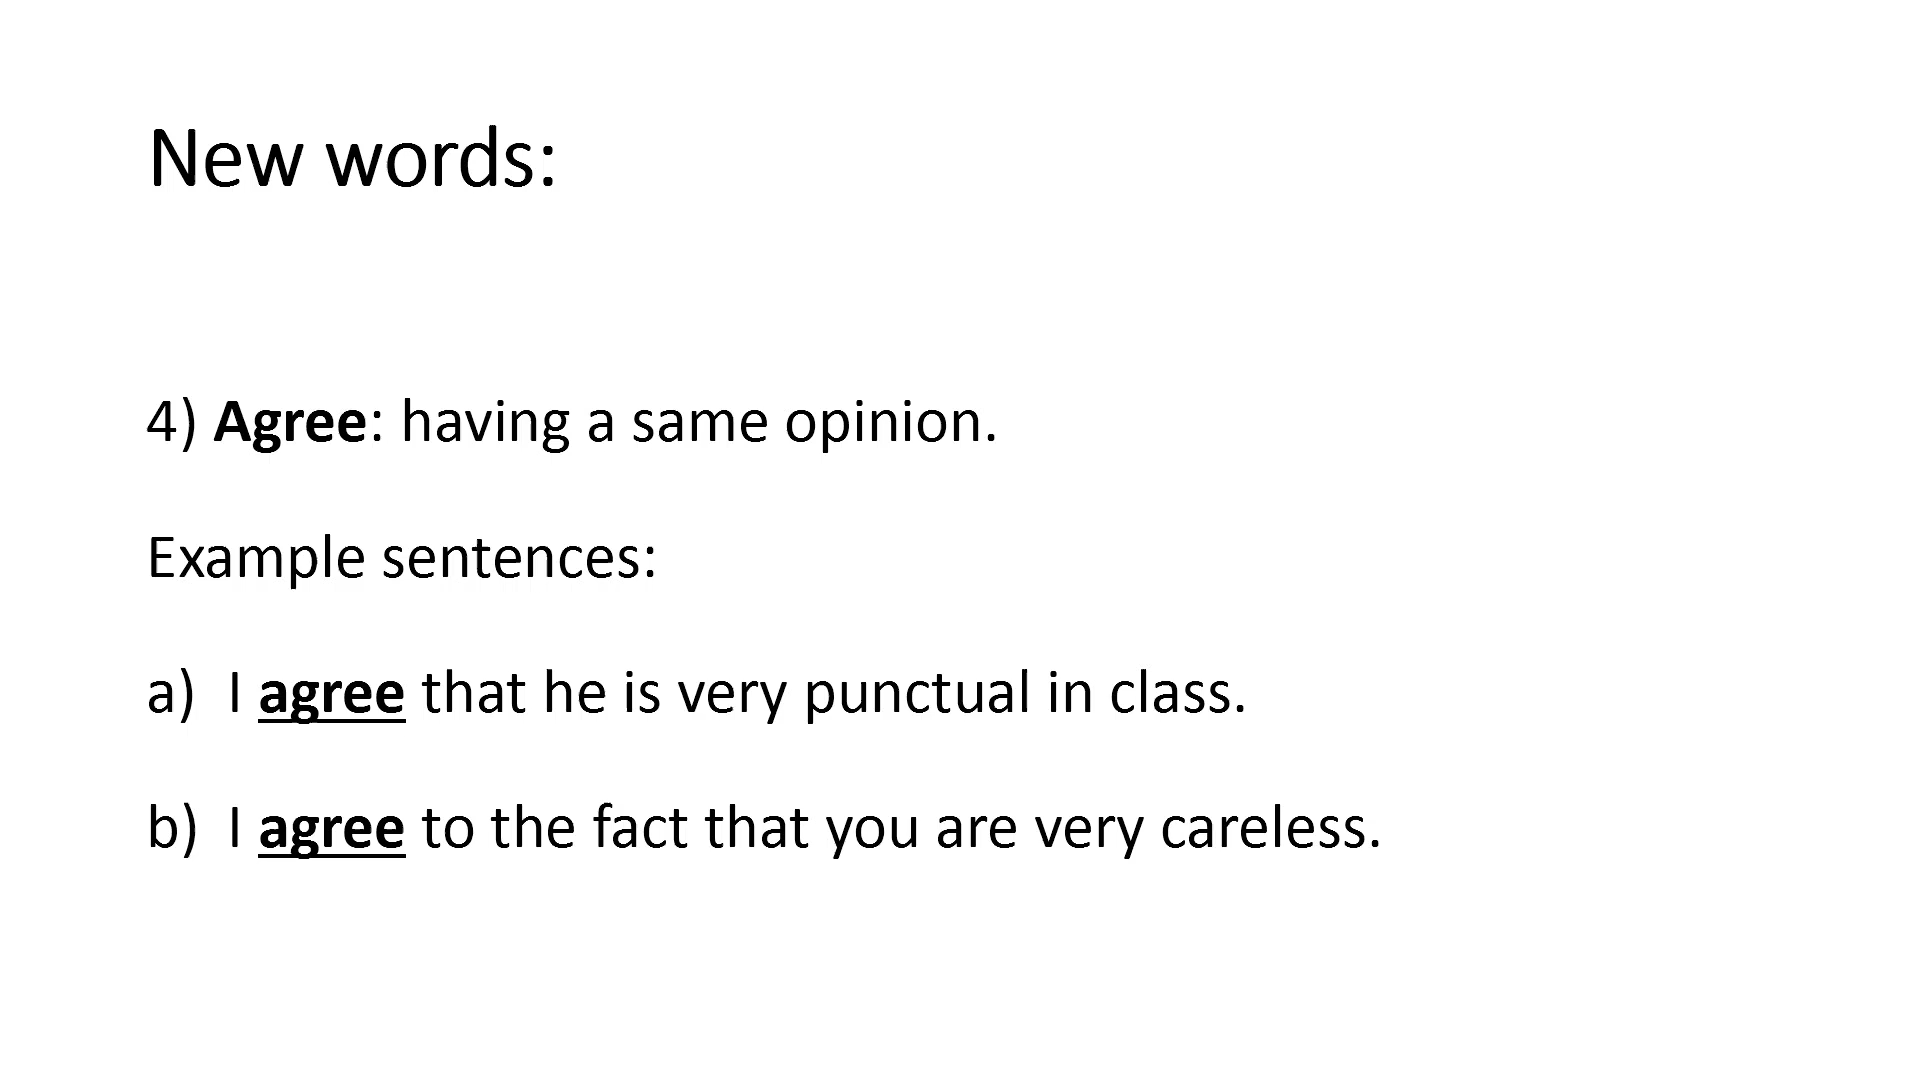 New words:
4) Agree: having a same opinion.
Example sentences:
a) I agree that he is very punctual in class.
b) I agree to the fact that you are very careless.